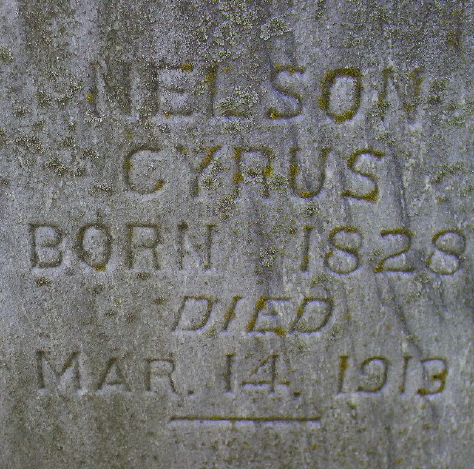 NELSON
CYRUS
BORN 1828
DIED
MAR. 14. 1913